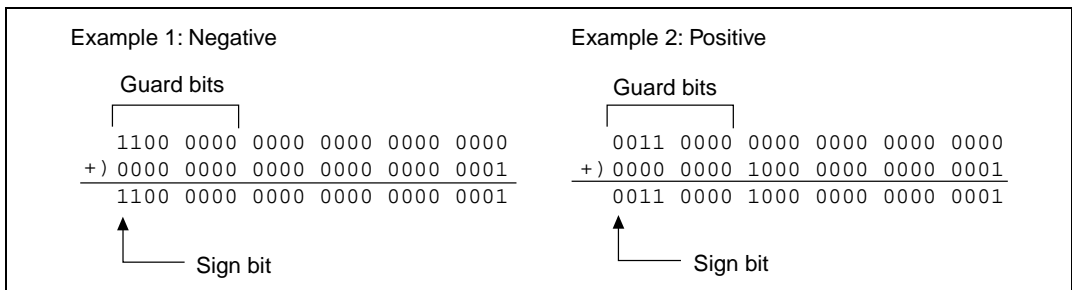 Example 1: Negative
Guard bits
1100 0000 0000 0000 0000 0000
+) 0000 0000 0000 0000 0000 0001
1100 0000 0000 0000 0000 0001
Sign bit
Example 2: Positive
Guard bits
0011 0000 0000 0000 0000 0000
+) 0000 0000 1000 0000 0000 0001
0011 0000 1000 0000 0000 0001
Sign bit